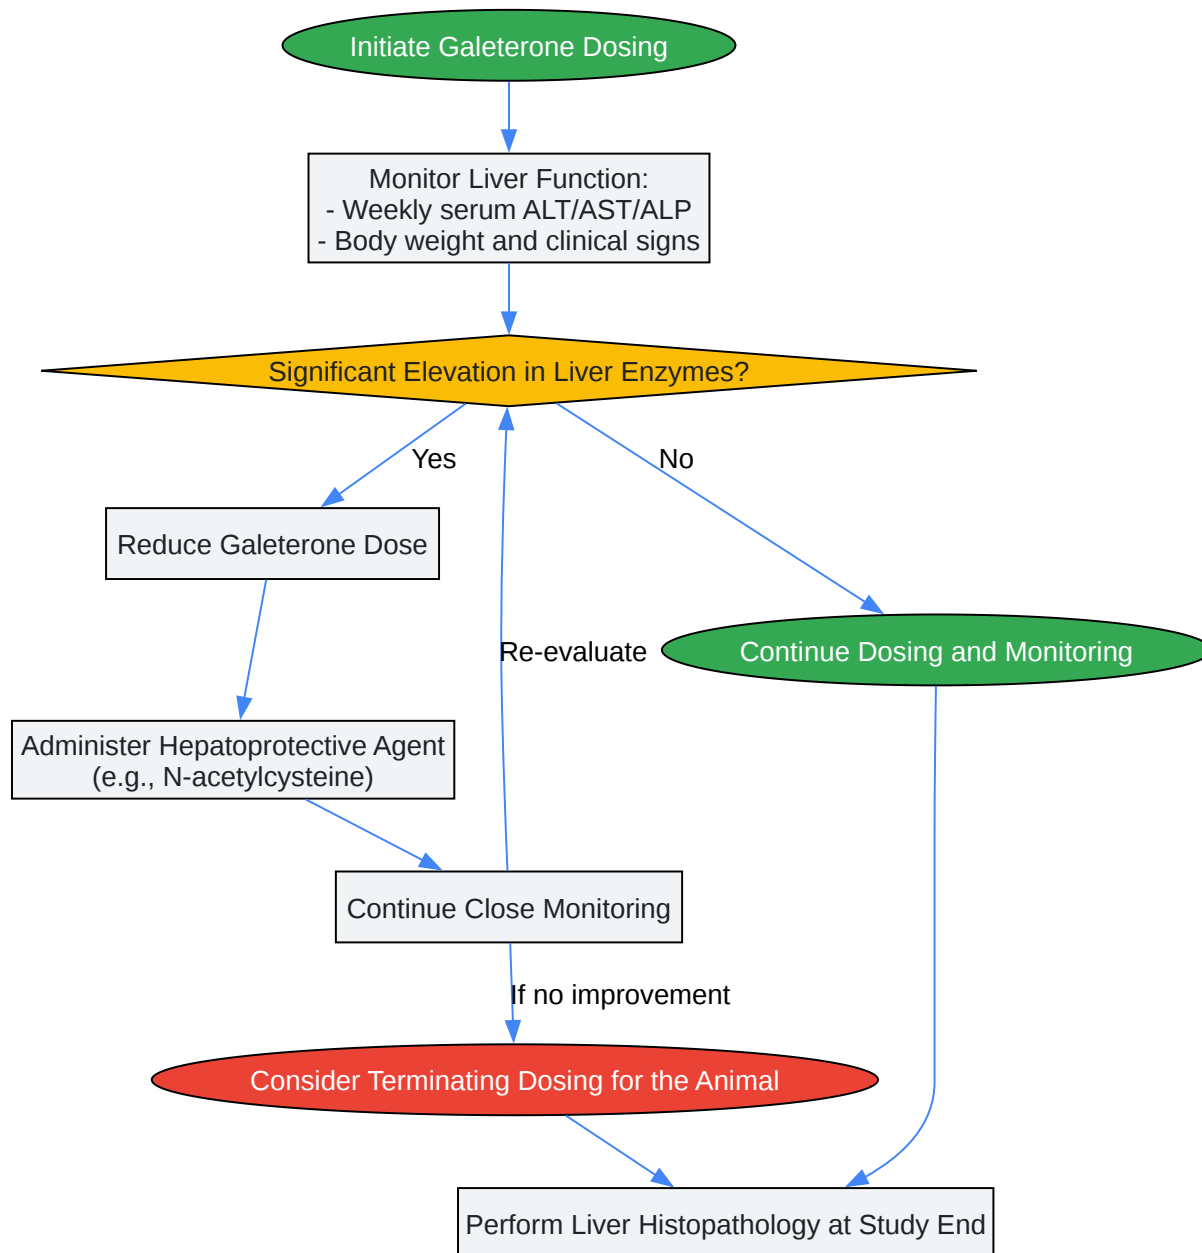 Initiate Galeterone Dosing
Monitor Liver Function:
- Weekly serum ALT/AST/ALP
- Body weight and clinical signs
Significant Elevation in Liver Enzymes?
Yes
No
Reduce Galeterone Dose
Re-evaluate
Continue Dosing and Monitoring
Administer Hepatoprotective Agent
(e.g., N-acetylcysteine)
Continue Close Monitoring
If no improvement
Consider Terminating Dosing for the Animal
Perform Liver Histopathology at Study End